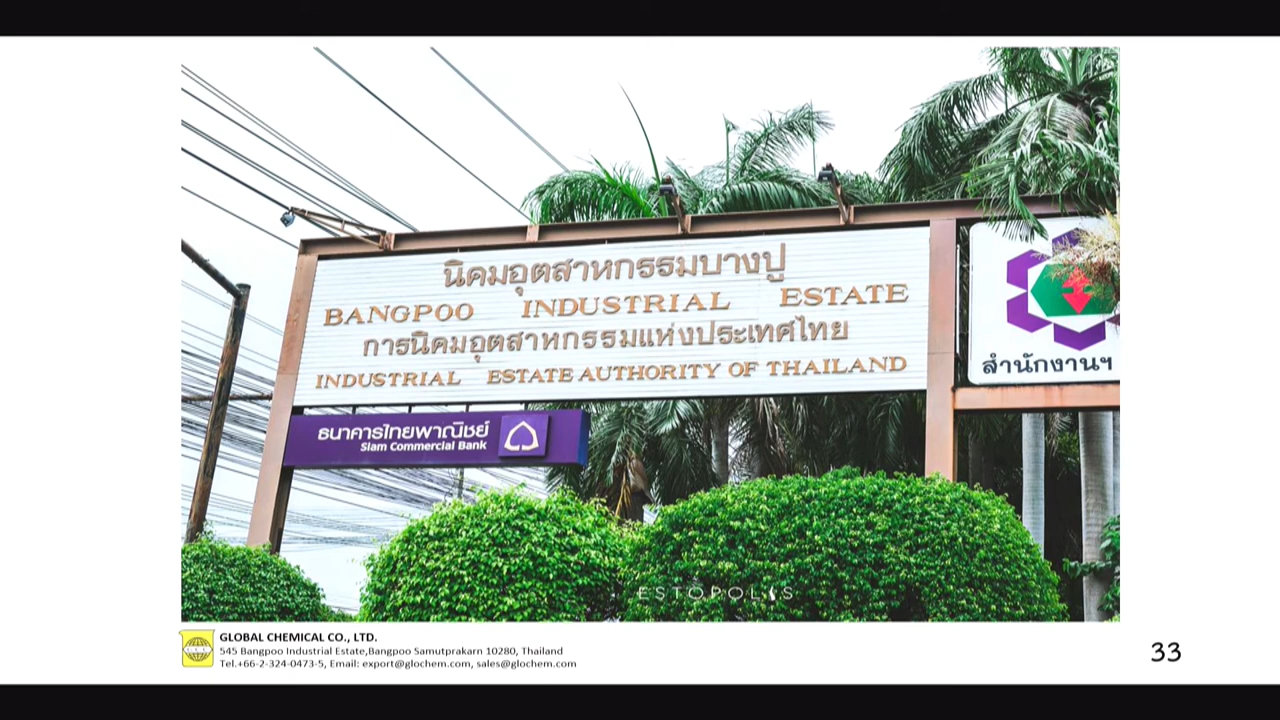 นิคมอุตสาหกรรมบางปู
BANGPOO INDUSTRIAL ESTATE
การนิคมอุตสาหกรรมแห่งประเทศไทย
INDUSTRIAL ESTATE AUTHORITY OF THAILAND
สำนักงานฯ
ธนาคารไทยพาณิชย์
Siam Commercial Bank
ESTOPOLIS
GLOBAL CHEMICAL CO., LTD.
545 Bangpoo Industrial Estate,Bangpoo Samutprakarn 10280, Thailand
Tel.+66-2-324-0473-5, Email: export@glochem.com, sales@glochem.com
33